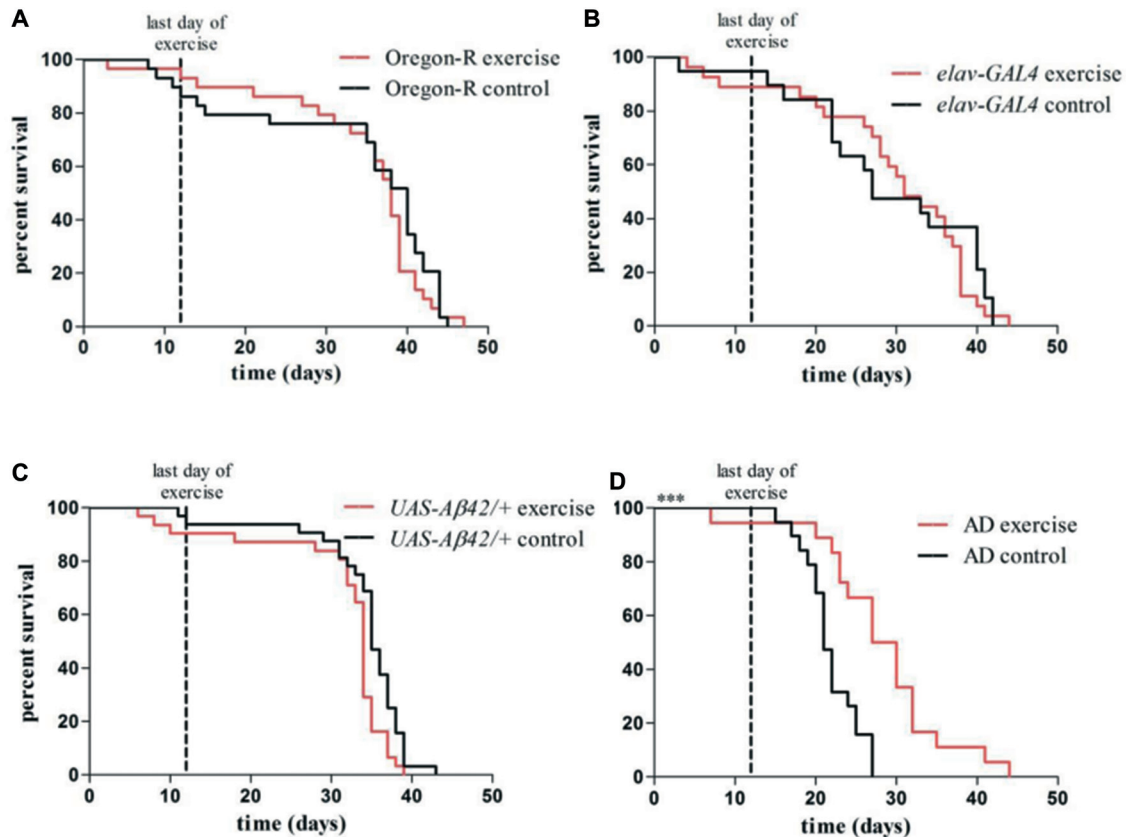 A
last day of
exercise
Oregon-R exercise
Oregon-R control
percent survival
100
80
60
40
20
0
0 10 20 30 40 50
time (days)
B
last day of
exercise
elav-GAL4 exercise
elav-GAL4 control
percent survival
100
80
60
40
20
0
0 10 20 30 40 50
time (days)
C
last day of
exercise
UAS-Aβ42/+ exercise
UAS-Aβ42/+ control
percent survival
100
80
60
40
20
0
0 10 20 30 40 50
time (days)
D
last day of
exercise
***
AD exercise
AD control
percent survival
100
80
60
40
20
0
0 10 20 30 40 50
time (days)